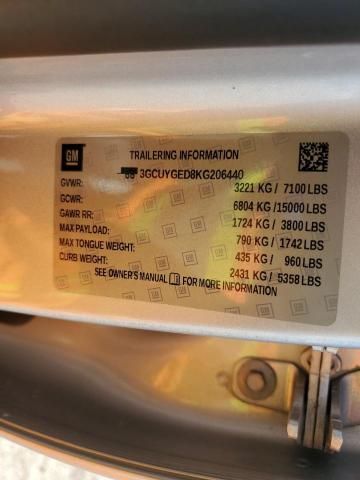 GM
TRAILERING INFORMATION
3GCUYGED8KG206440
GVWR: 3221 KG / 7100 LBS
GCWR: 6804 KG /15000 LBS
GAWR RR: 1724 KG / 3800 LBS
MAX PAYLOAD: 790 KG / 1742 LBS
MAX TONGUE WEIGHT: 435 KG / 960 LBS
CURB WEIGHT: 2431 KG / 5358 LBS
SEE OWNER'S MANUAL FOR MORE INFORMATION